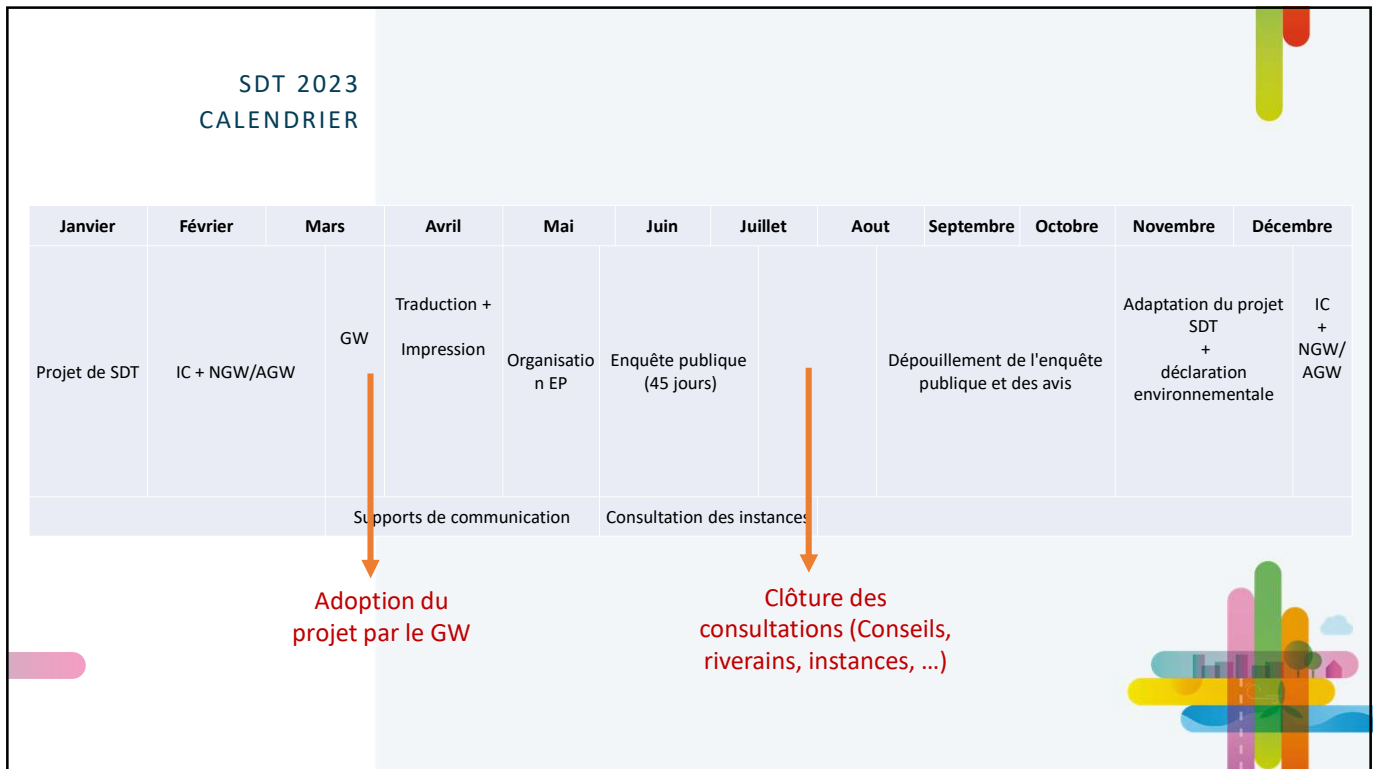 SDT 2023
CALENDRIER
Janvier Février Mars Avril Mai Juin Juillet Aout Septembre Octobre Novembre Décembre
Projet de SDT
IC + NGW/AGW
GW
Traduction +
Impression
Organisatio
n EP
Enquête publique
(45 jours)
Dépouillement de l'enquête
publique et des avis
Adaptation du projet
SDT
+
déclaration
environnementale
IC
+
NGW/
AGW
Supports de communication
Consultation des instances
Adoption du
projet par le GW
Clôture des
consultations (Conseils,
riverains, instances, …)